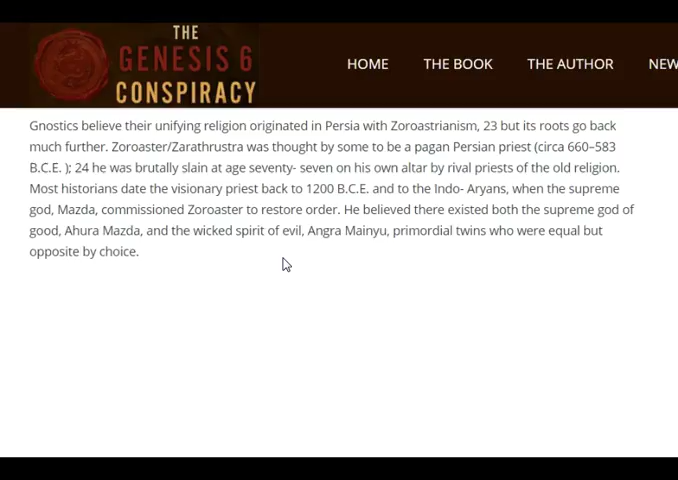 THE
GENESIS 6
CONSPIRACY
HOME THE BOOK THE AUTHOR NEW
Gnostics believe their unifying religion originated in Persia with Zoroastrianism, 23 but its roots go back
much further. Zoroaster/Zarathrustra was thought by some to be a pagan Persian priest (circa 660–583
B.C.E. ); 24 he was brutally slain at age seventy- seven on his own altar by rival priests of the old religion.
Most historians date the visionary priest back to 1200 B.C.E. and to the Indo- Aryans, when the supreme
god, Mazda, commissioned Zoroaster to restore order. He believed there existed both the supreme god of
good, Ahura Mazda, and the wicked spirit of evil, Angra Mainyu, primordial twins who were equal but
opposite by choice.